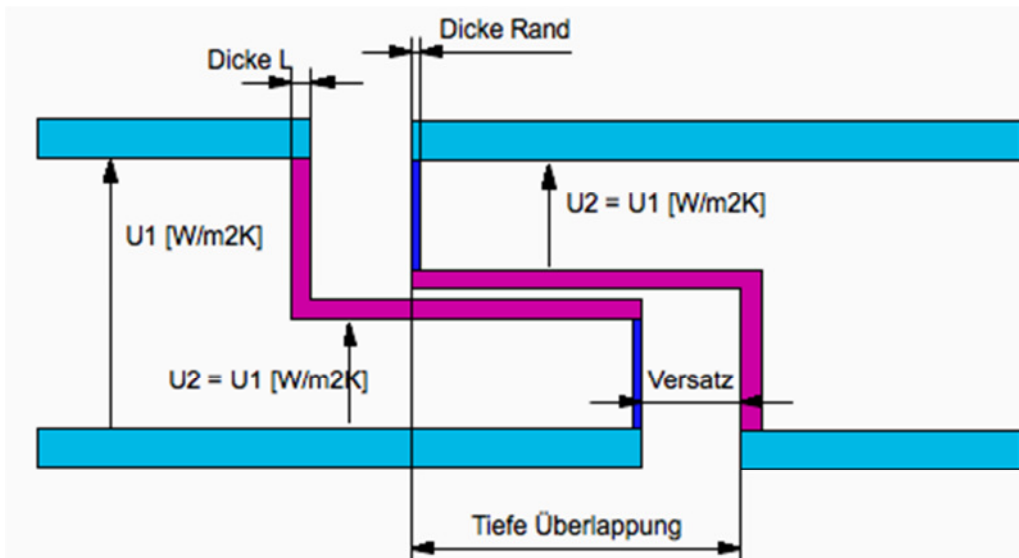 Dicke Rand
Dicke L
U1 [W/m2K]
U2 = U1 [W/m2K]
U2 = U1 [W/m2K]
Versatz
Tiefe Überlappung